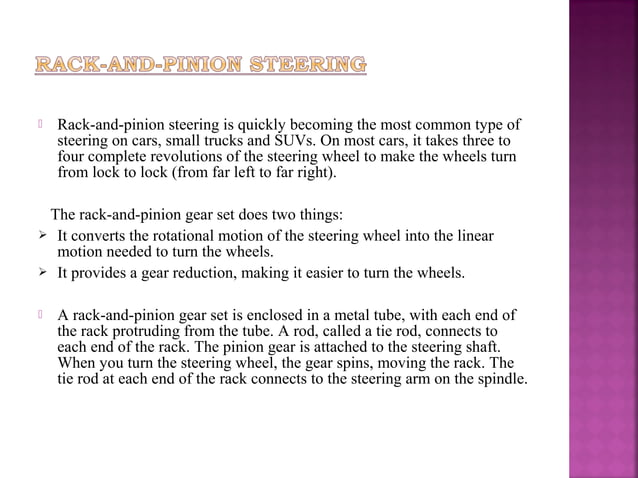 RACK-AND-PINION STEERING
Rack-and-pinion steering is quickly becoming the most common type of
steering on cars, small trucks and SUVs. On most cars, it takes three to
four complete revolutions of the steering wheel to make the wheels turn
from lock to lock (from far left to far right).
The rack-and-pinion gear set does two things:
➢ It converts the rotational motion of the steering wheel into the linear
motion needed to turn the wheels.
➢ It provides a gear reduction, making it easier to turn the wheels.
A rack-and-pinion gear set is enclosed in a metal tube, with each end of
the rack protruding from the tube. A rod, called a tie rod, connects to
each end of the rack. The pinion gear is attached to the steering shaft.
When you turn the steering wheel, the gear spins, moving the rack. The
tie rod at each end of the rack connects to the steering arm on the spindle.